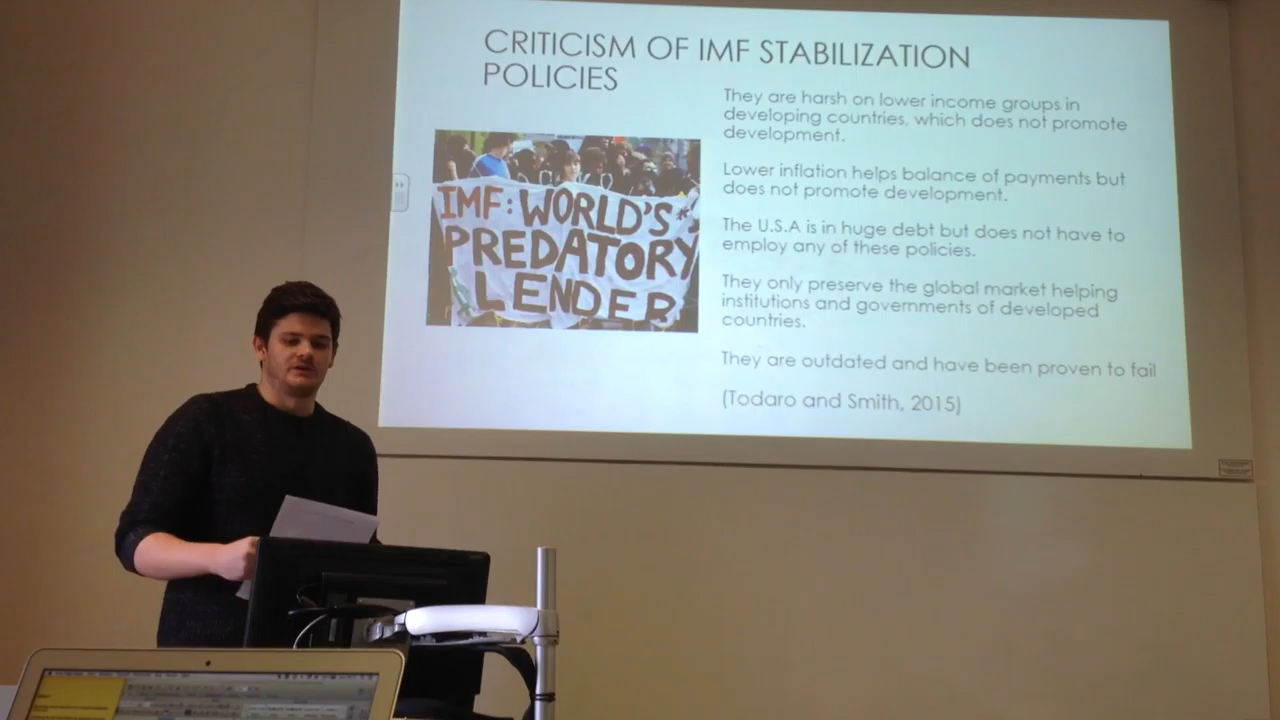 CRITICISM OF IMF STABILIZATION
POLICIES
They are harsh on lower income groups in
developing countries, which does not promote
development.
Lower inflation helps balance of payments but
does not promote development.
The U.S.A is in huge debt but does not have to
employ any of these policies.
They only preserve the global market helping
institutions and governments of developed
countries.
They are outdated and have been proven to fail
(Todaro and Smith, 2015)
IMF: WORLD'S
PREDATORY
LENDER